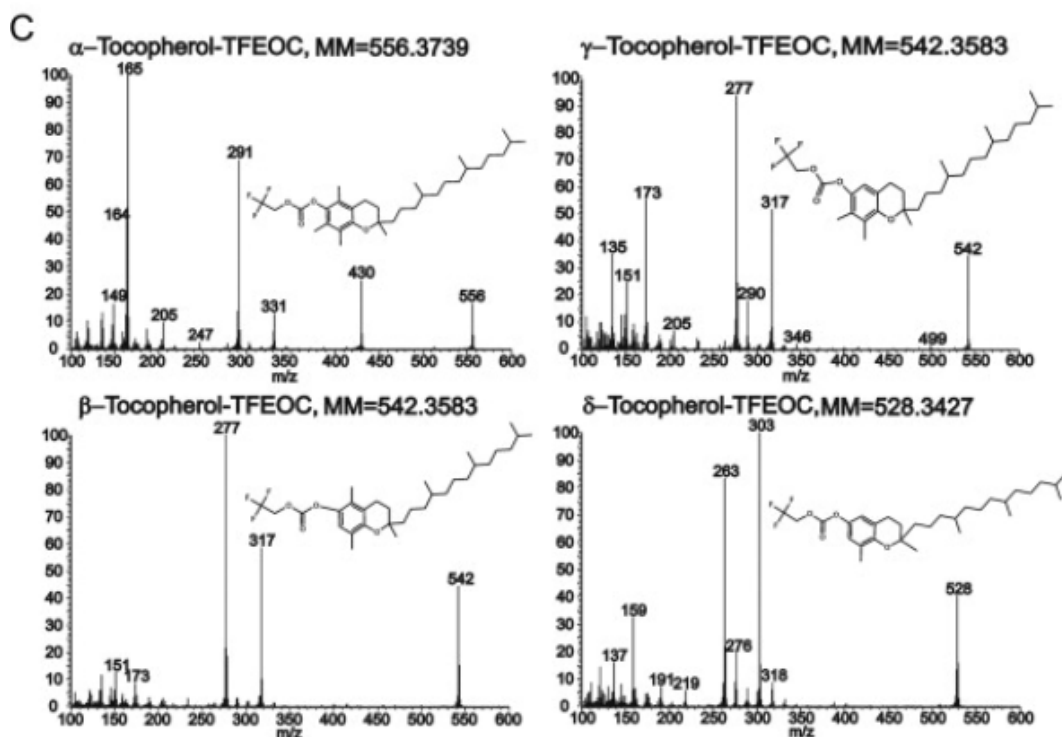 C
α–Tocopherol-TFEOC, MM=556.3739
165
100
90
80
70
60
50
40
30
20
10
0
291
164
149
205
247
331
430
556
F
F
F
O
O
O
O
100 150 200 250 300 350 400 450 500 550 600
m/z
γ–Tocopherol-TFEOC, MM=542.3583
277
100
90
80
70
60
50
40
30
20
10
0
173
317
135
151
205
290
346
499
542
F
F
F
O
O
O
O
100 150 200 250 300 350 400 450 500 550 600
m/z
β–Tocopherol-TFEOC, MM=542.3583
277
100
90
80
70
60
50
40
30
20
10
0
317
542
151
173
F
F
F
O
O
O
O
100 150 200 250 300 350 400 450 500 550 600
m/z
δ–Tocopherol-TFEOC,MM=528.3427
303
100
90
80
70
60
50
40
30
20
10
0
263
159
137
191
219
276
318
528
F
F
F
O
O
O
O
100 150 200 250 300 350 400 450 500 550 600
m/z